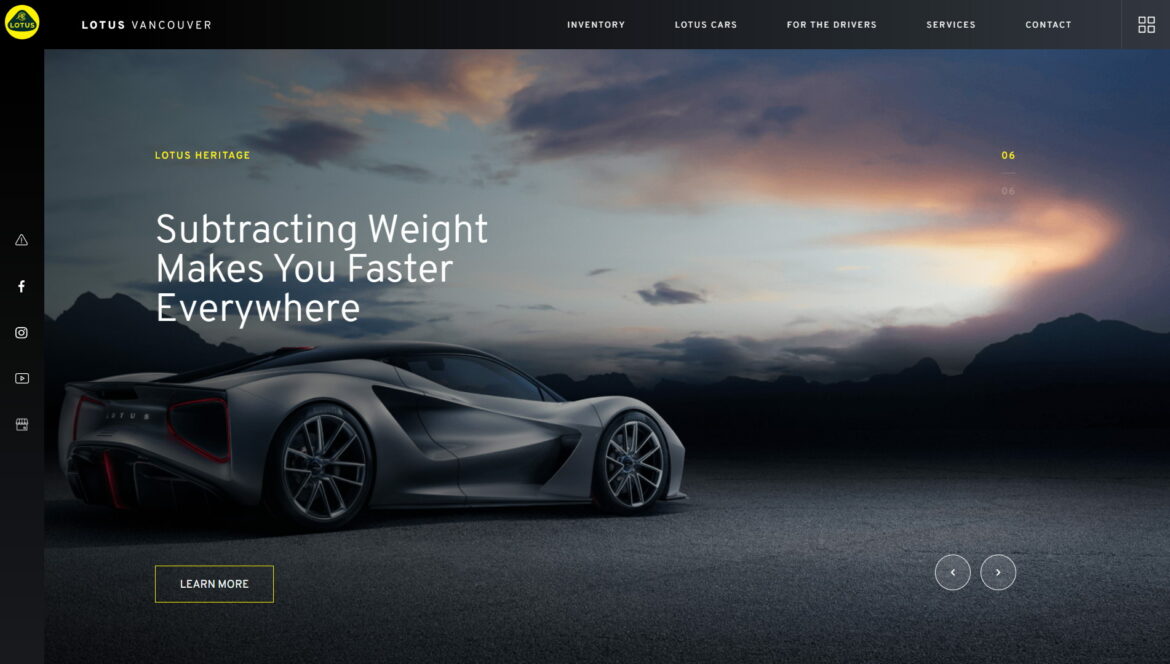 LOTUS
LOTUS VANCOUVER
INVENTORY
LOTUS CARS
FOR THE DRIVERS
SERVICES
CONTACT
LOTUS HERITAGE
06
06
Subtracting Weight
Makes You Faster
Everywhere
LOTUS
LEARN MORE